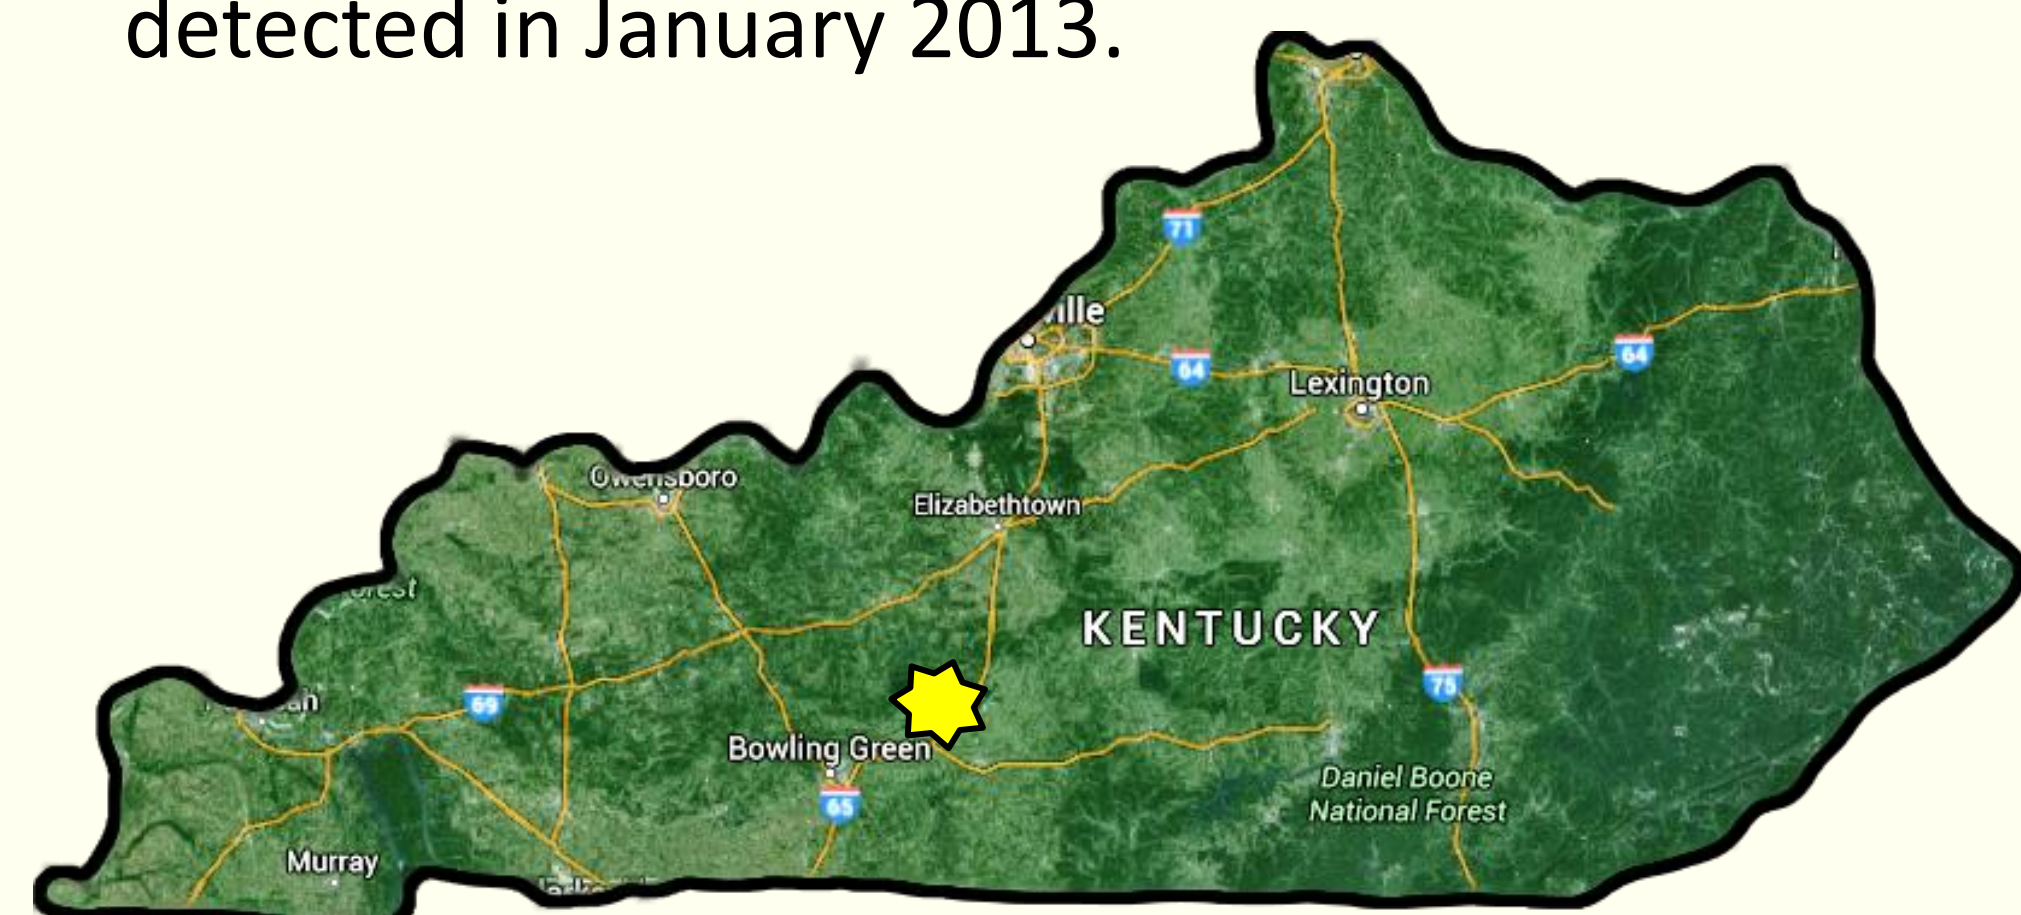 detected in January 2013.
71
64
64
Lexington
Owensboro
Elizabethtown
KENTUCKY
69
75
Bowling Green
65
Daniel Boone
National Forest
Murray